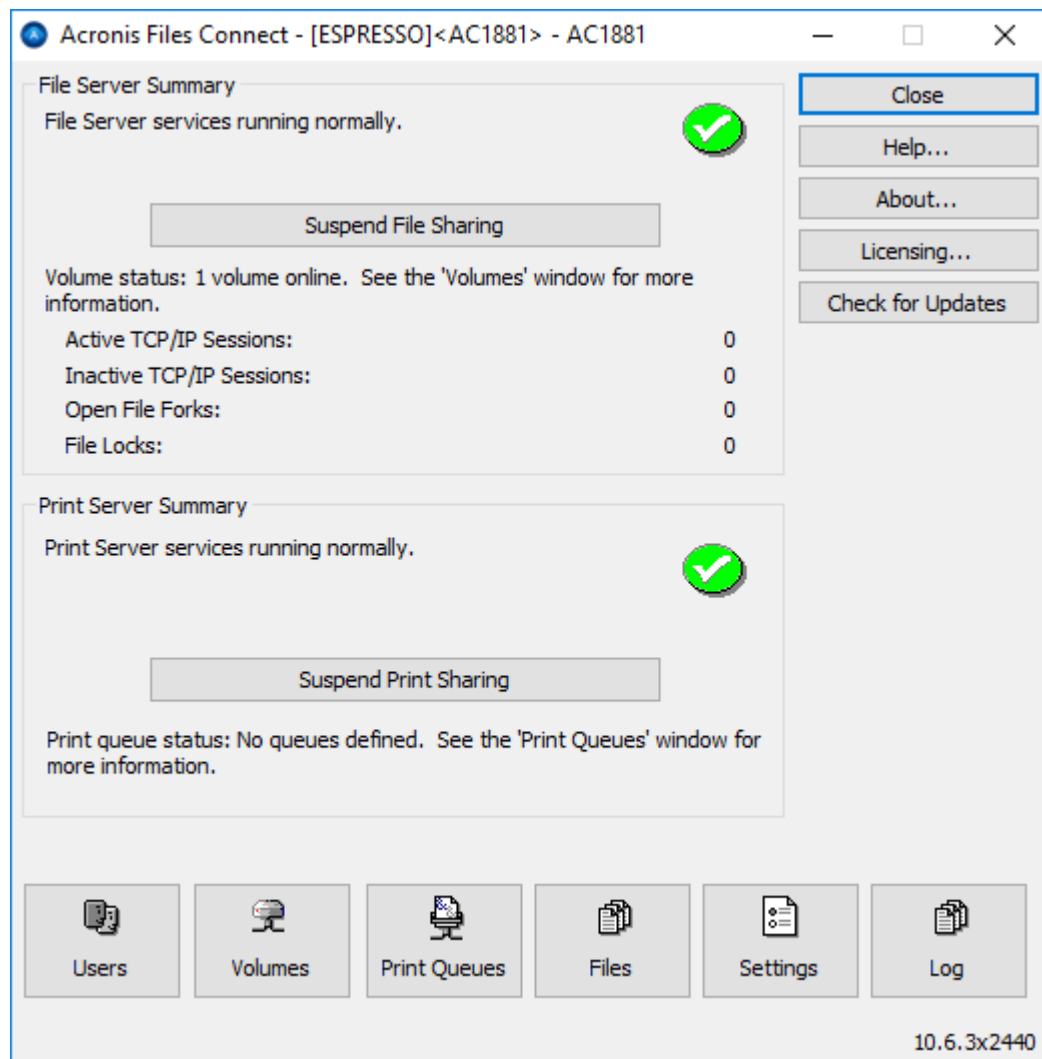 Acronis Files Connect - [ESPRESSO]<AC1881> - AC1881
File Server Summary
File Server services running normally.
Suspend File Sharing
Volume status: 1 volume online.  See the 'Volumes' window for more
information.
Active TCP/IP Sessions: 0
Inactive TCP/IP Sessions: 0
Open File Forks: 0
File Locks: 0
Close
Help...
About...
Licensing...
Check for Updates
Print Server Summary
Print Server services running normally.
Suspend Print Sharing
Print queue status: No queues defined.  See the 'Print Queues' window for
more information.
Users
Volumes
Print Queues
Files
Settings
Log
10.6.3x2440